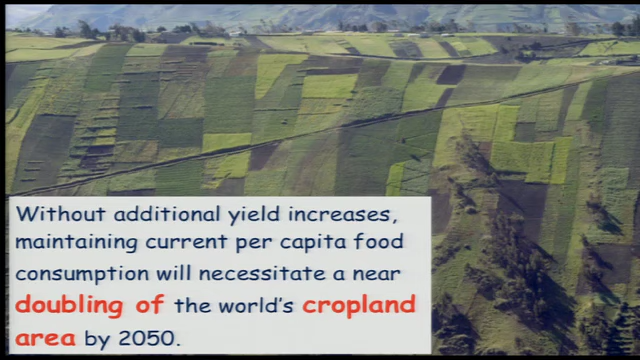 Without additional yield increases,
maintaining current per capita food
consumption will necessitate a near
doubling of the world's cropland
area by 2050.